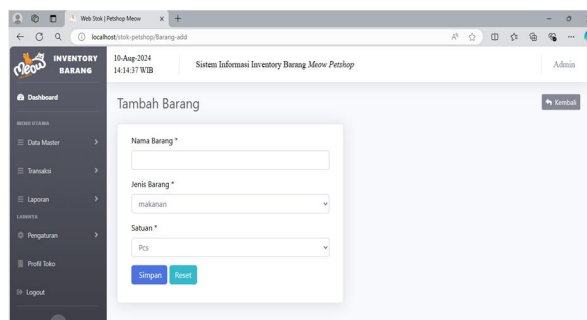 Web Stok | Petshop Meow
localhost/stok-petshop/Barang-add
Meow
INVENTORY
BARANG
10-Aug-2024
14:14:37 WIB
Sistem Informasi Inventory Barang Meow Petshop
Admin
Dashboard
MENU UTAMA
Data Master
Transaksi
Laporan
LAINNYA
Pengaturan
Profil Toko
Logout
Tambah Barang
Kembali
Nama Barang *
Jenis Barang *
makanan
Satuan *
Pcs
Simpan
Reset